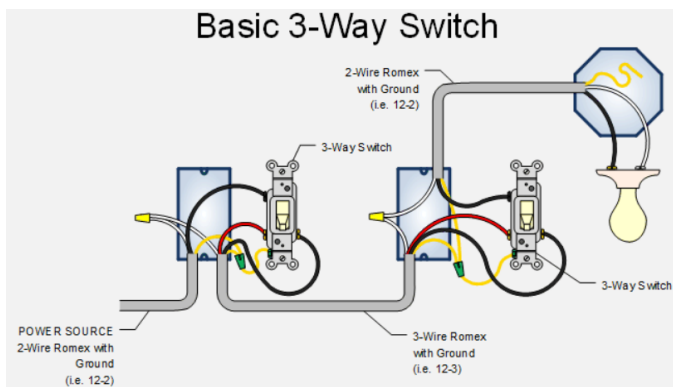 Basic 3-Way Switch
2-Wire Romex
with Ground
(i.e. 12-2)
3-Way Switch
3-Way Switch
POWER SOURCE
2-Wire Romex with
Ground
(i.e. 12-2)
3-Wire Romex
with Ground
(i.e. 12-3)